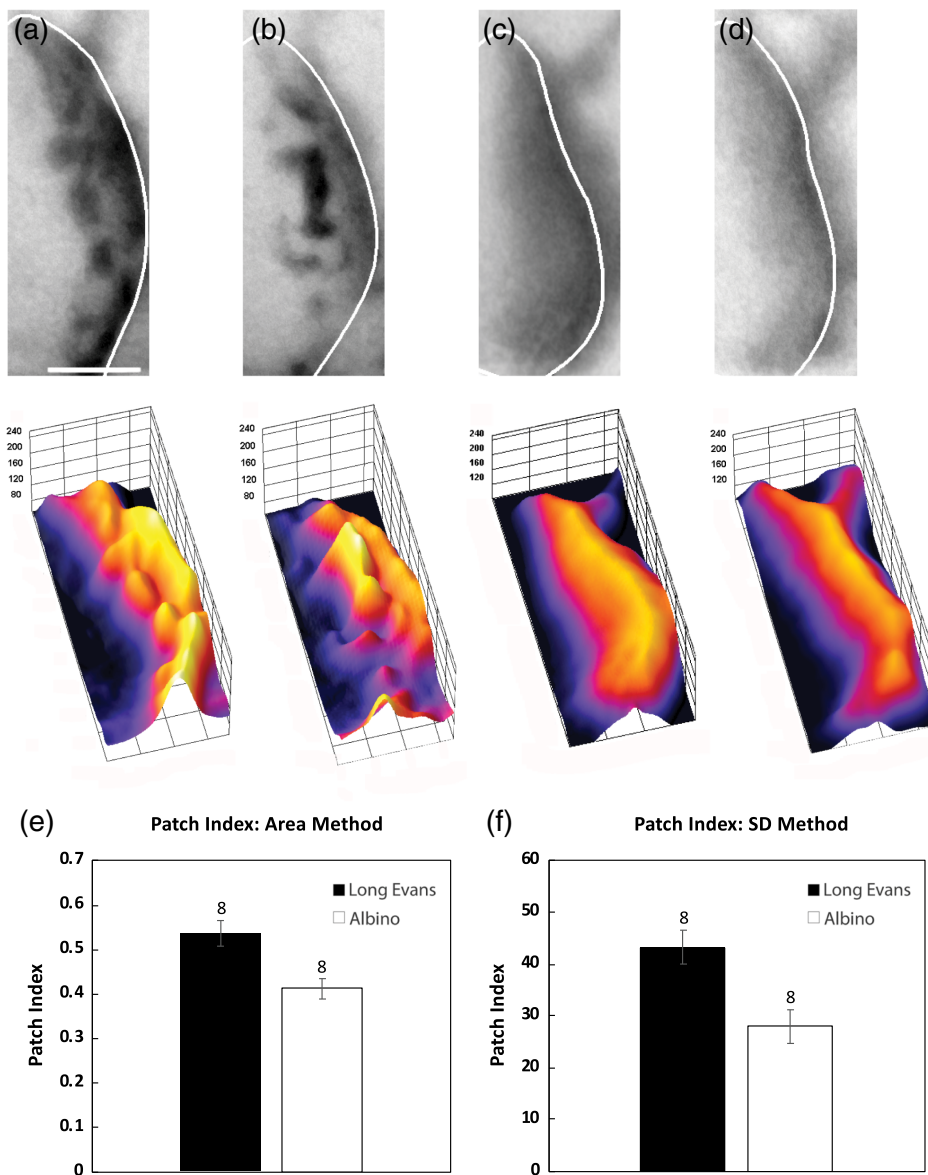 (a) (b) (c) (d)
240 240 240 240
200 200 200 200
160 160 160 160
120 120 120 120
80 80
(e) Patch Index: Area Method
0.7
0.6
0.5
0.4
0.3
0.2
0.1
0
Patch Index
Long Evans
Albino
8
8
(f) Patch Index: SD Method
60
50
40
30
20
10
0
Patch Index
Long Evans
Albino
8
8